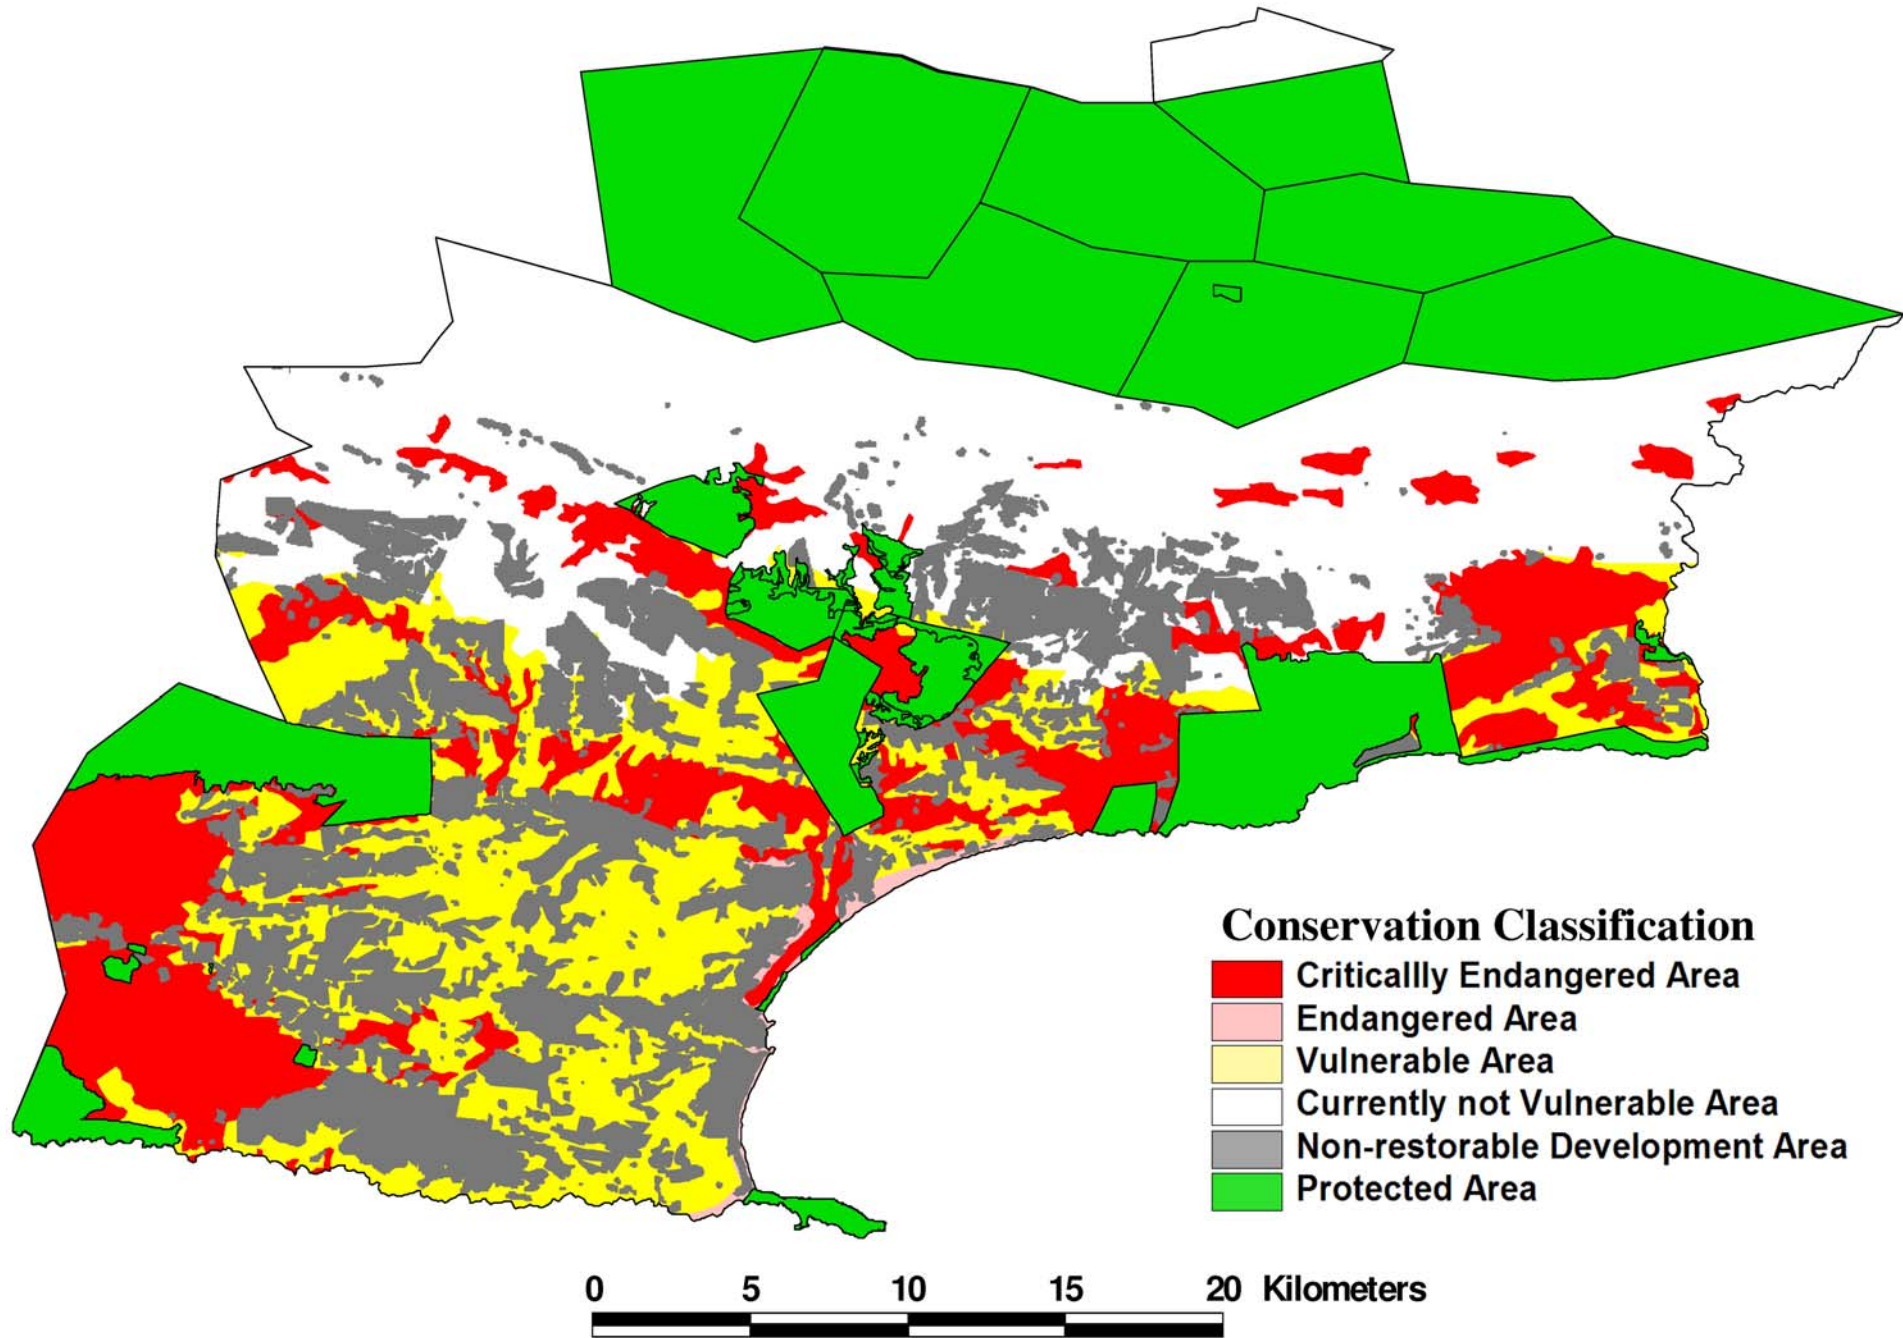 Conservation Classification
Criticallly Endangered Area
Endangered Area
Vulnerable Area
Currently not Vulnerable Area
Non-restorable Development Area
Protected Area
0 5 10 15 20 Kilometers